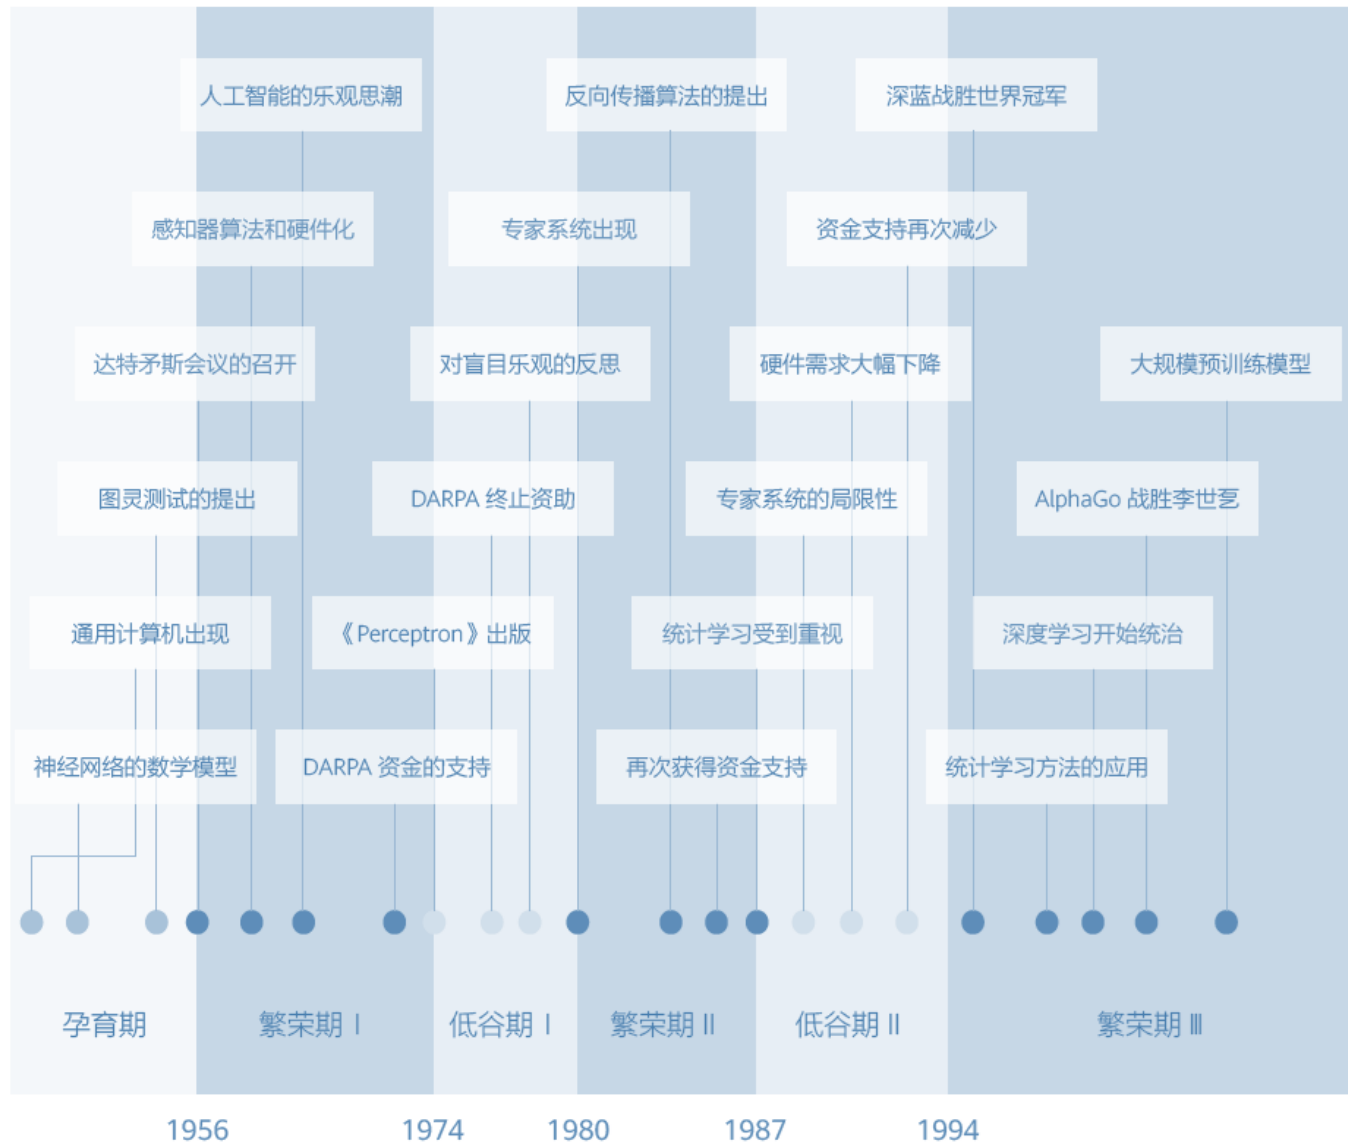 人工智能的乐观思潮
反向传播算法的提出
深蓝战胜世界冠军
感知器算法和硬件化
专家系统出现
资金支持再次减少
达特矛斯会议的召开
对盲目乐观的反思
硬件需求大幅下降
大规模预训练模型
图灵测试的提出
DARPA 终止资助
专家系统的局限性
AlphaGo 战胜李世乭
通用计算机出现
《Perceptron》出版
统计学习受到重视
深度学习开始统治
神经网络的数学模型
DARPA 资金的支持
再次获得资金支持
统计学习方法的应用
孕育期
繁荣期 I
低谷期 I
繁荣期 II
低谷期 II
繁荣期 III
1956
1974
1980
1987
1994